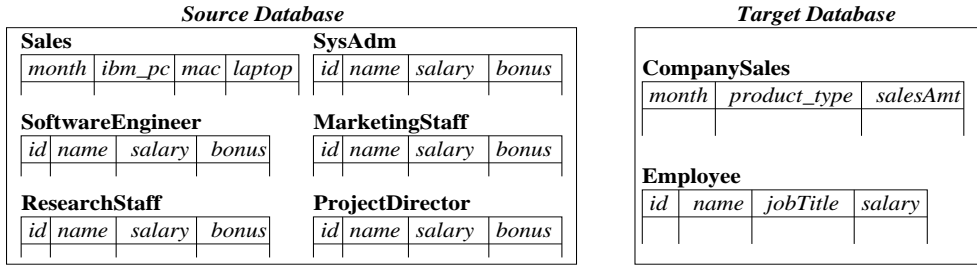 Source Database
Target Database
Sales
SysAdm
month ibm_pc mac laptop
id name salary bonus
SoftwareEngineer
MarketingStaff
id name salary bonus
id name salary bonus
ResearchStaff
ProjectDirector
id name salary bonus
id name salary bonus
CompanySales
month product_type salesAmt
Employee
id name jobTitle salary